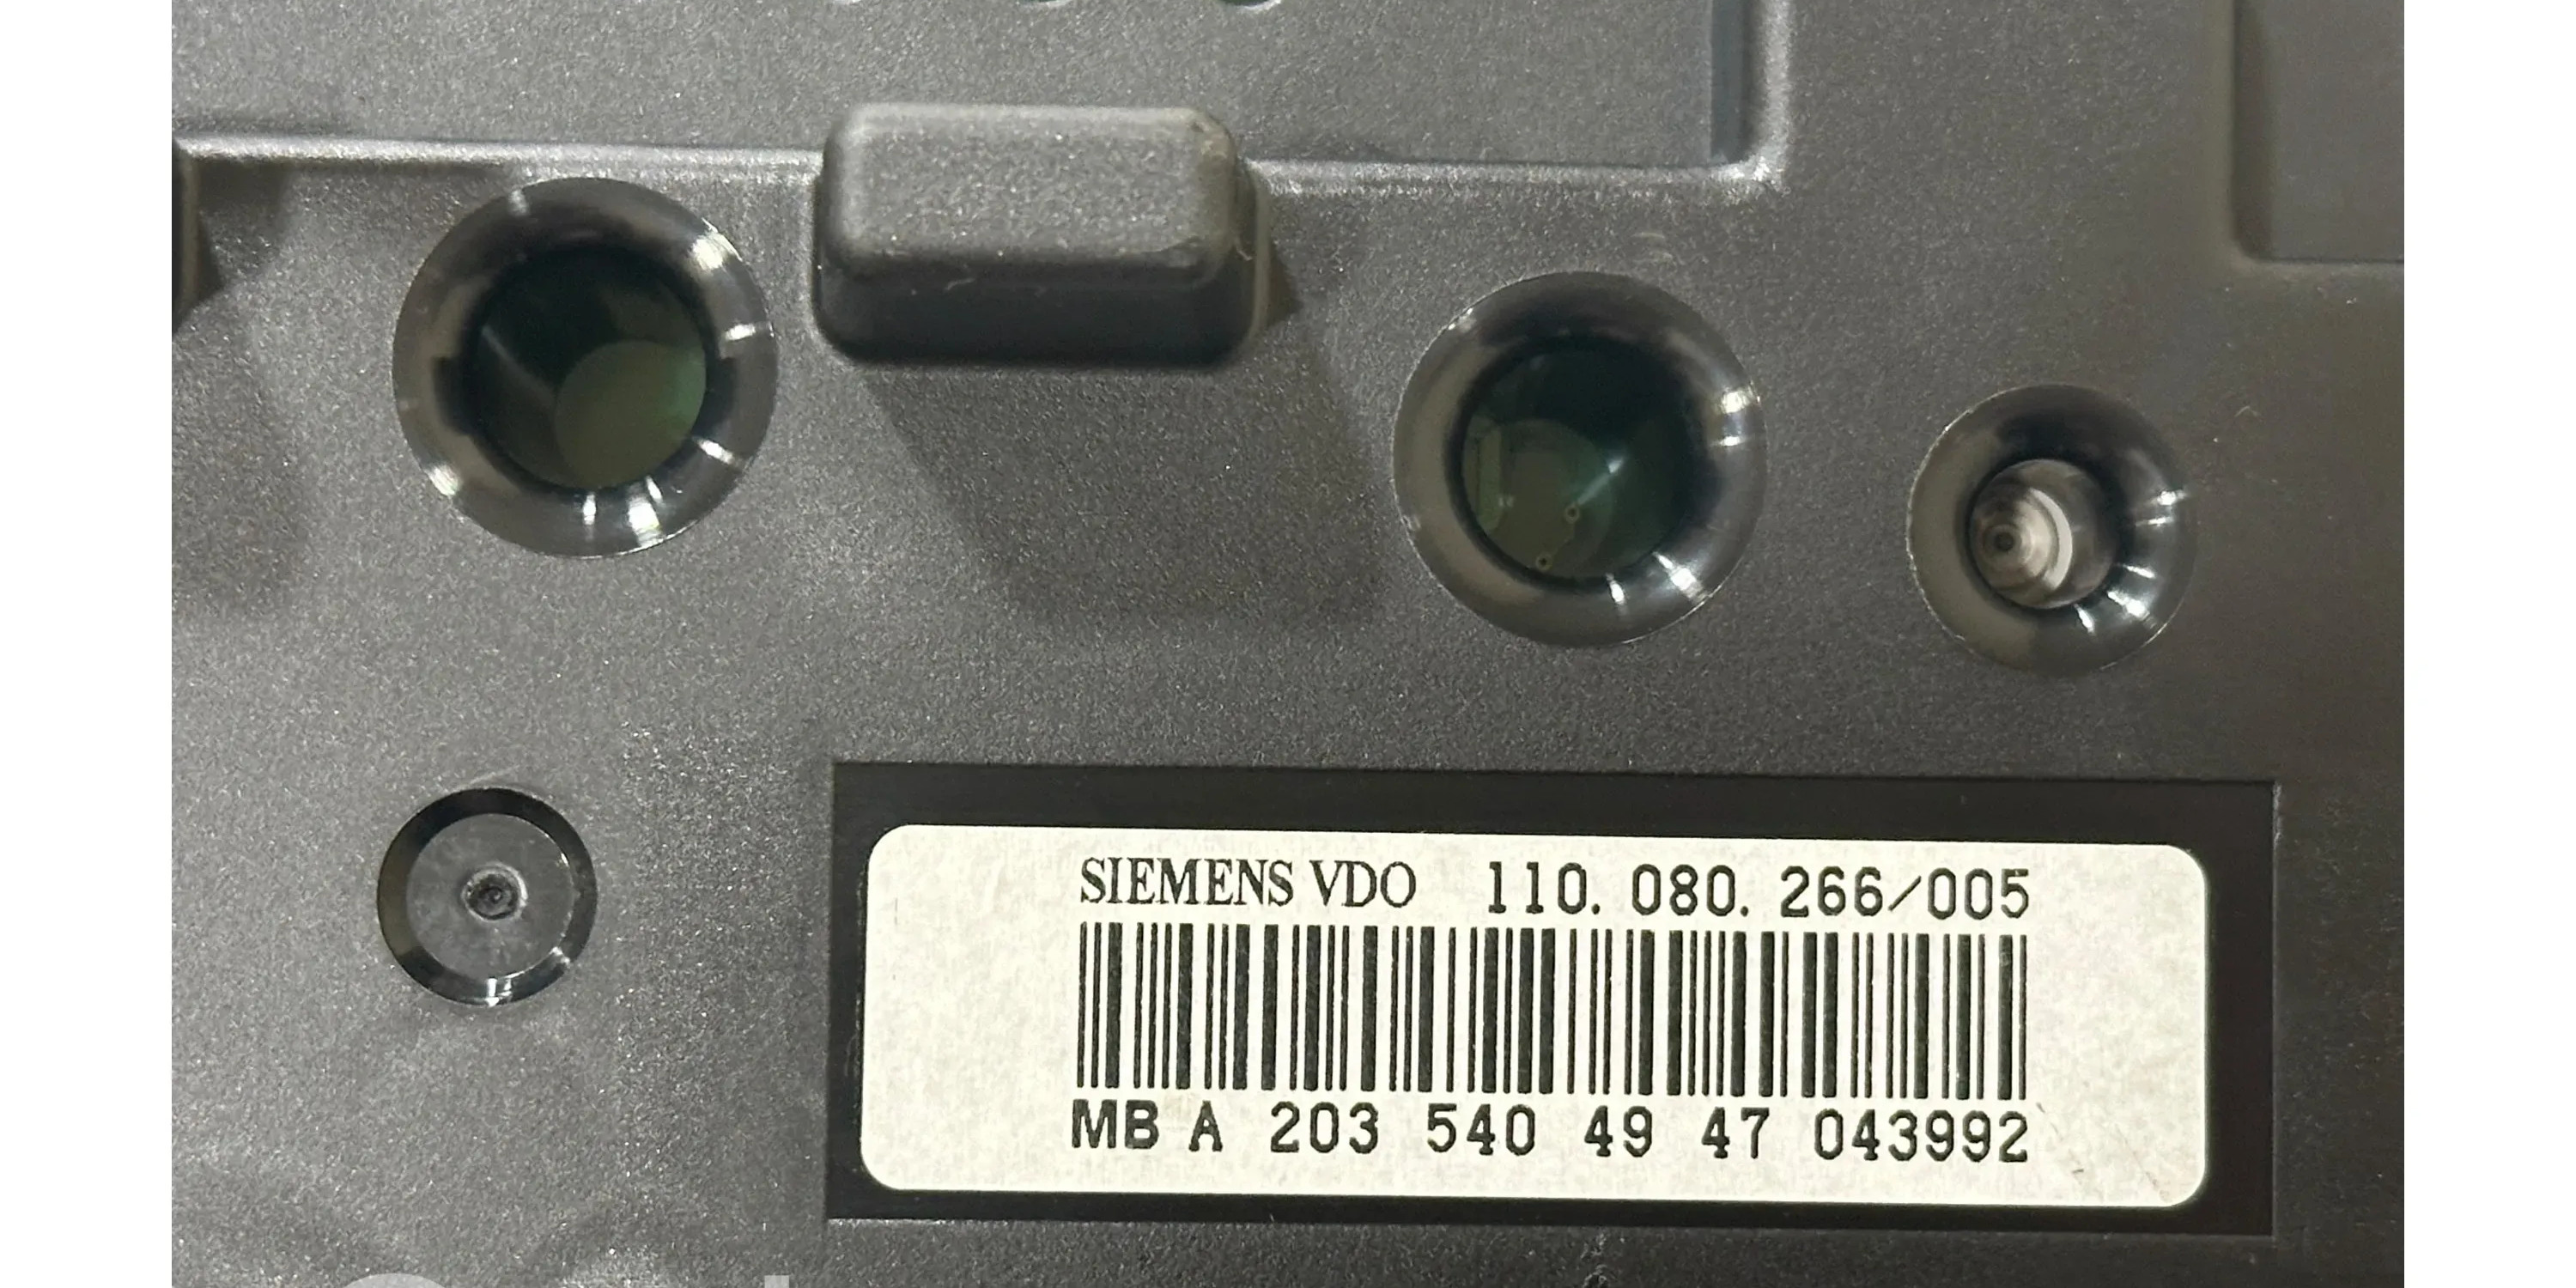 SIEMENS VDO 110. 080. 266/005
MB A 203 540 49 47 043992